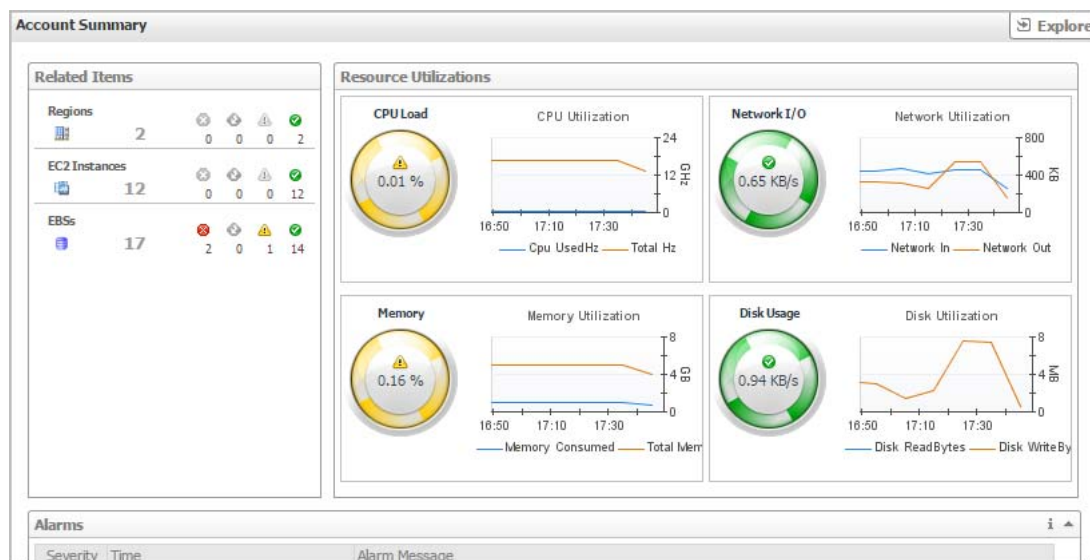 Account Summary
Explore
Related Items
Regions
2
0 0 0 2
EC2 Instances
12
0 0 0 12
EBSs
17
2 0 1 14
Resource Utilizations
CPU Load
0.01 %
CPU Utilization
24
12
0
GHz
16:50 17:10 17:30
Cpu UsedHz Total Hz
Network I/O
0.65 KB/s
Network Utilization
800
400
0
KB
16:50 17:10 17:30
Network In Network Out
Memory
0.16 %
Memory Utilization
8
4
0
GB
16:50 17:10 17:30
Memory Consumed Total Mem
Disk Usage
0.94 KB/s
Disk Utilization
8
4
0
MB
16:50 17:10 17:30
Disk ReadBytes Disk WriteBy
Alarms
i
Severity Time Alarm Message